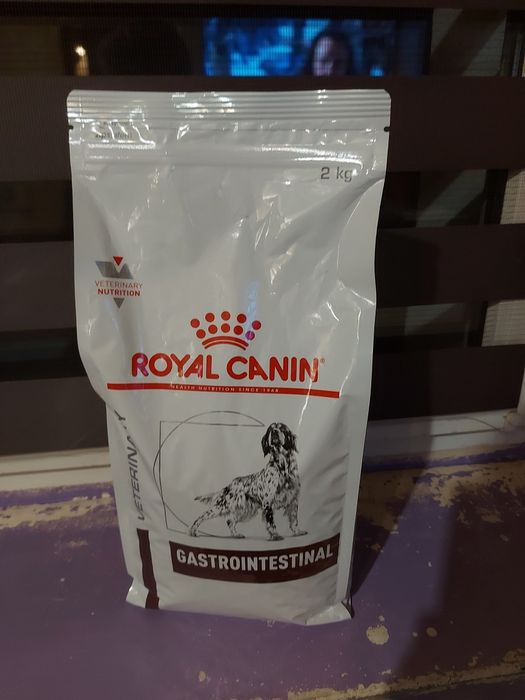 2 kg
VETERINARY
NUTRITION
ROYAL CANIN
HEALTH NUTRITION SINCE 1968
VETERINARY
GASTROINTESTINAL